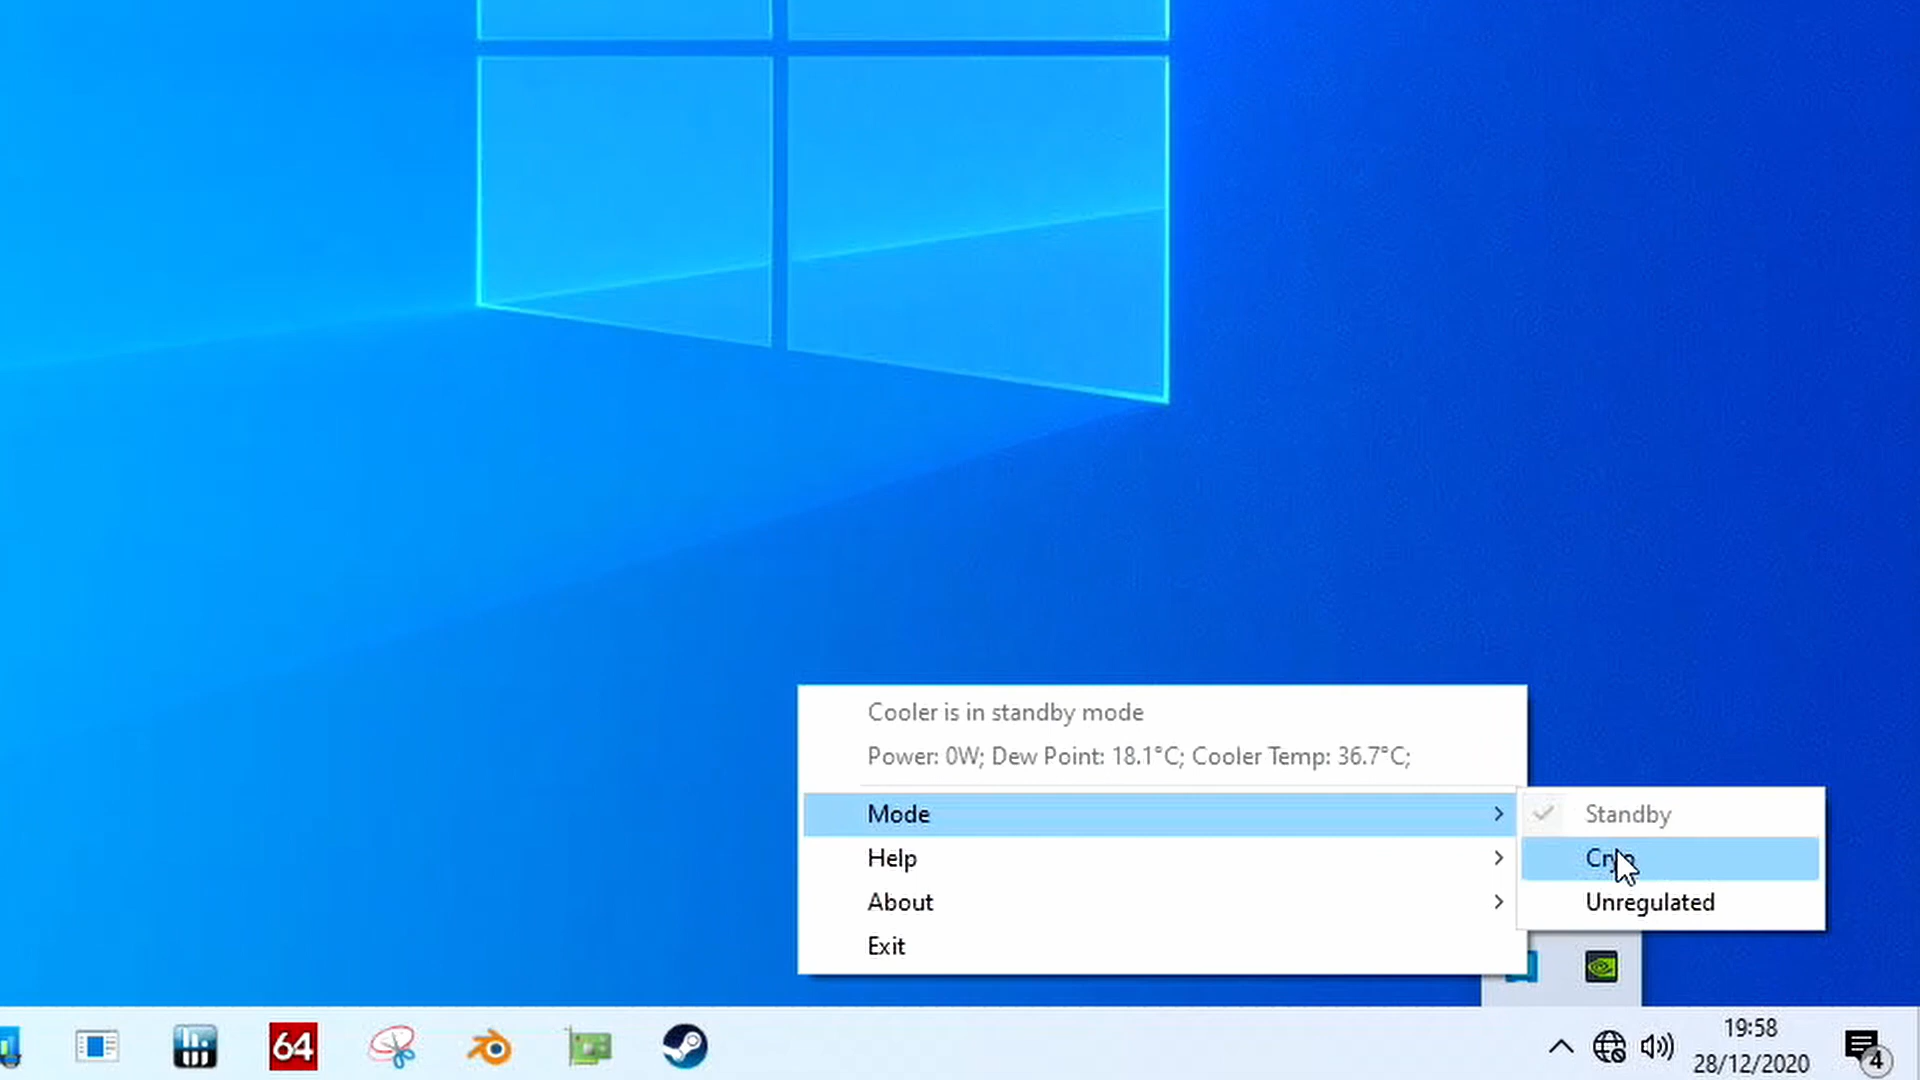 Cooler is in standby mode
Power: 0W; Dew Point: 18.1°C; Cooler Temp: 36.7°C;
Mode
Standby
Help
About
Unregulated
Exit
64
19:58
28/12/2020
4